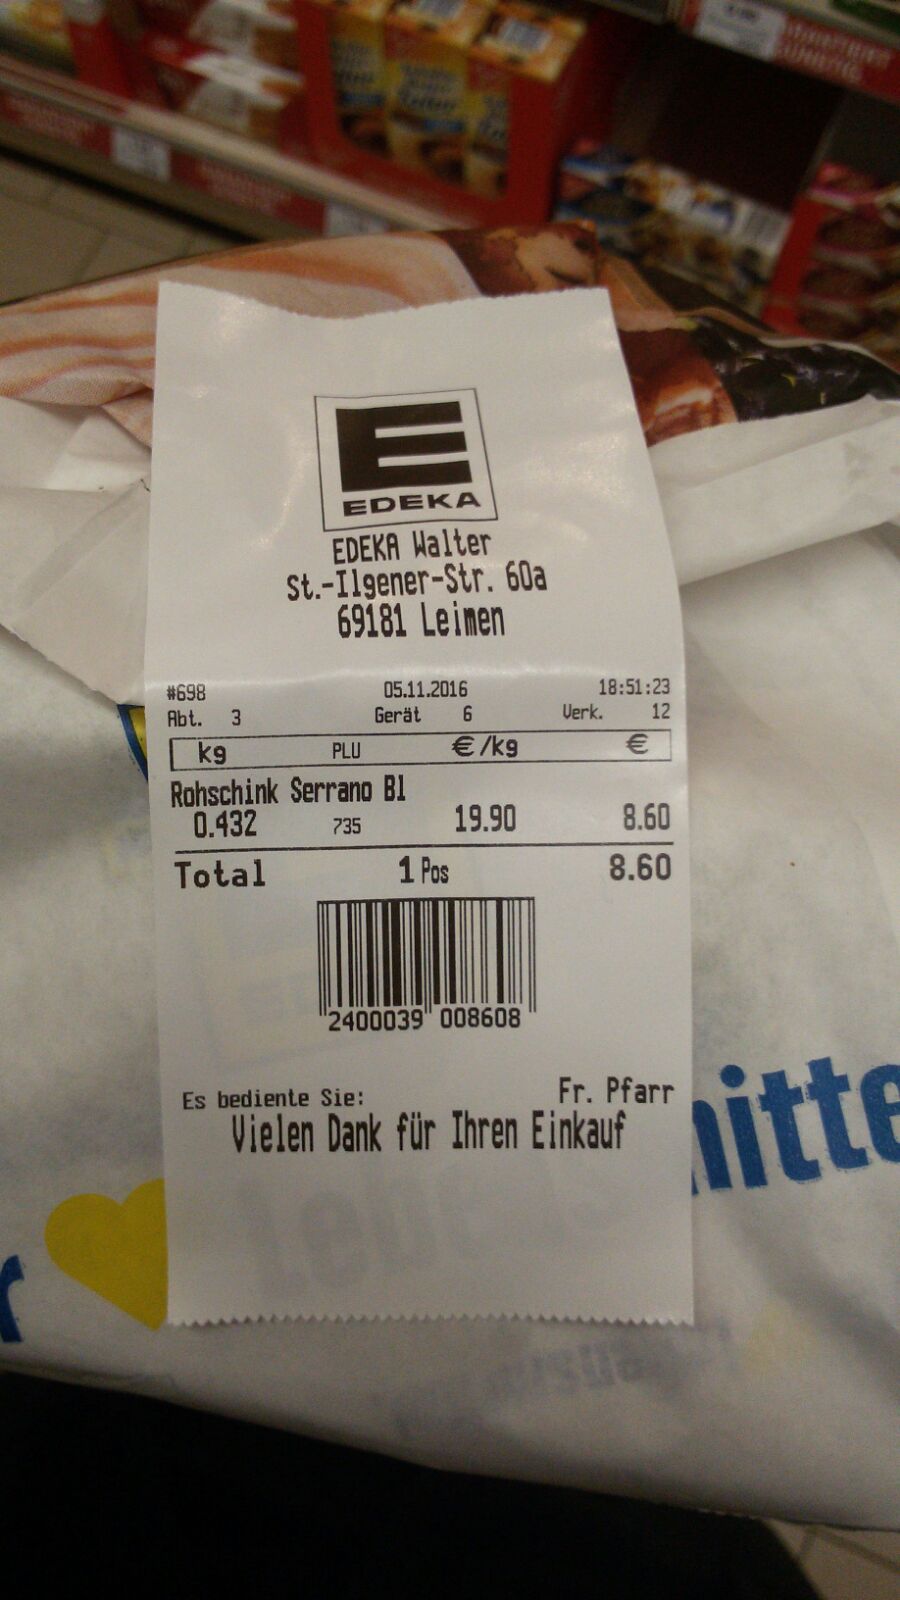 EDEKA
EDEKA Walter
St.-Ilgener-Str. 60a
69181 Leimen
#698 05.11.2016 18:51:23
Abt. 3 Gerät 6 Verk. 12
kg PLU €/kg €
Rohschink Serrano Bl
0.432 735 19.90 8.60
Total 1 Pos 8.60
2400039 008608
Es bediente Sie: Fr. Pfarr
Vielen Dank für Ihren Einkauf